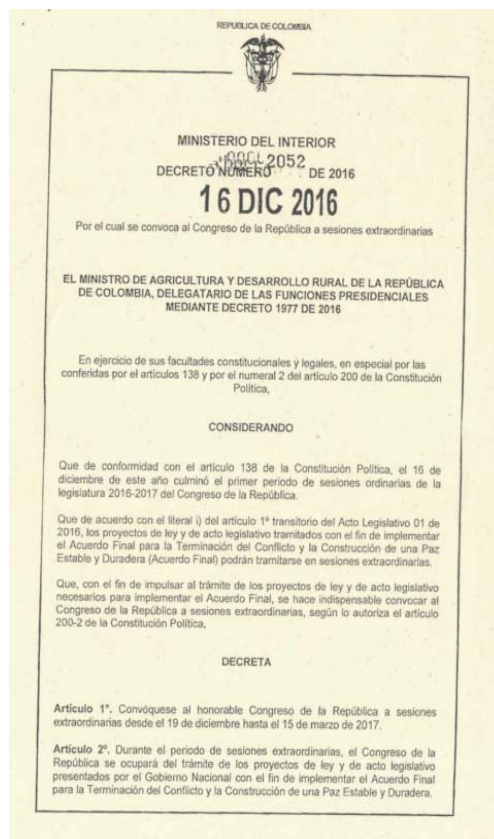 REPUBLICA DE COLOMBIA
MINISTERIO DEL INTERIOR
2052
DECRETO NÚMERO DE 2016
16 DIC 2016
Por el cual se convoca al Congreso de la República a sesiones extraordinarias
EL MINISTRO DE AGRICULTURA Y DESARROLLO RURAL DE LA REPÚBLICA
DE COLOMBIA, DELEGATARIO DE LAS FUNCIONES PRESIDENCIALES
MEDIANTE DECRETO 1977 DE 2016
En ejercicio de sus facultades constitucionales y legales, en especial por las
conferidas por el artículos 138 y por el numeral 2 del artículo 200 de la Constitución
Política,
CONSIDERANDO
Que de conformidad con el artículo 138 de la Constitución Política, el 16 de
diciembre de este año culminó el primer periodo de sesiones ordinarias de la
legislatura 2016-2017 del Congreso de la República.
Que de acuerdo con el literal i) del artículo 1º transitorio del Acto Legislativo 01 de
2016, los proyectos de ley y de acto legislativo tramitados con el fin de implementar
el Acuerdo Final para la Terminación del Conflicto y la Construcción de una Paz
Estable y Duradera (Acuerdo Final) podrán tramitarse en sesiones extraordinarias.
Que, con el fin de impulsar al trámite de los proyectos de ley y de acto legislativo
necesarios para implementar el Acuerdo Final, se hace indispensable convocar al
Congreso de la República a sesiones extraordinarias, según lo autoriza el artículo
200-2 de la Constitución Política,
DECRETA
Artículo 1º. Convóquese al honorable Congreso de la República a sesiones
extraordinarias desde el 19 de diciembre hasta el 15 de marzo de 2017.
Artículo 2º. Durante el periodo de sesiones extraordinarias, el Congreso de la
República se ocupará del trámite de los proyectos de ley y de acto legislativo
presentados por el Gobierno Nacional con el fin de implementar el Acuerdo Final
para la Terminación del Conflicto y la Construcción de una Paz Estable y Duradera.